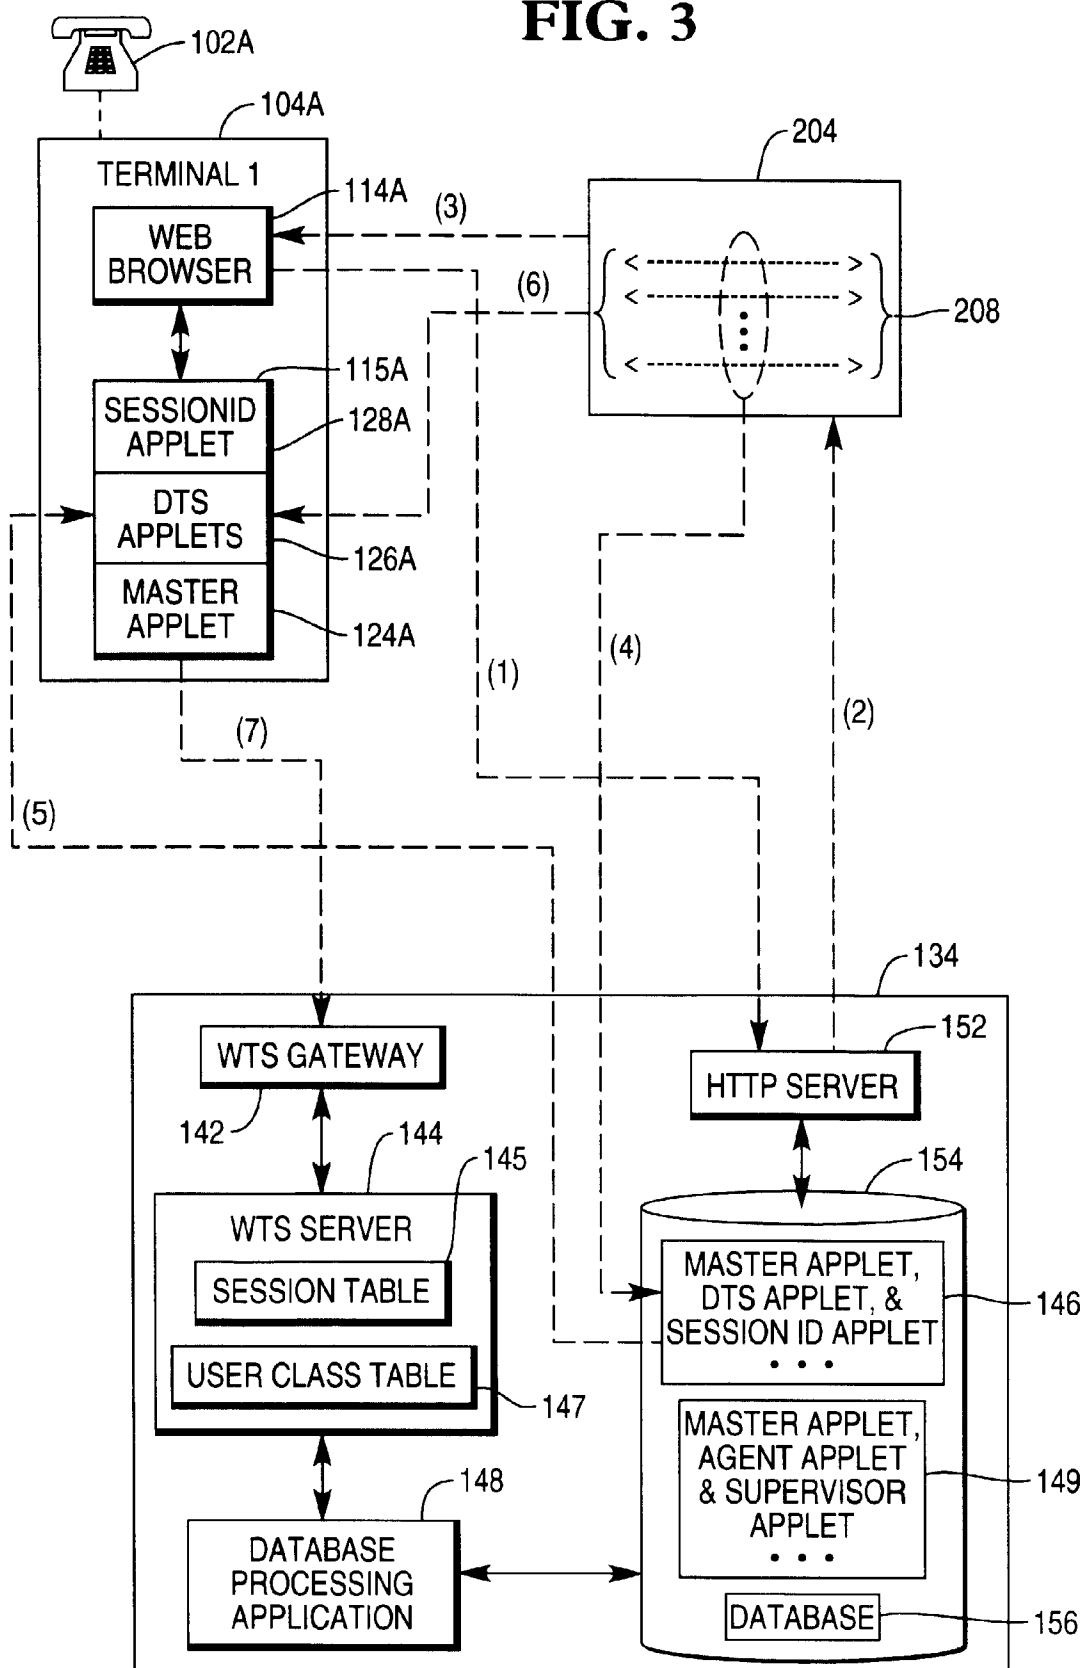 FIG. 3
102A
104A
TERMINAL 1
114A
WEB
BROWSER
(3)
(6)
204
< >
< >
< >
208
115A
SESSIONID
APPLET
128A
DTS
APPLETS
126A
MASTER
APPLET
124A
(1)
(4)
(2)
(7)
(5)
134
WTS GATEWAY
142
152
HTTP SERVER
144
145
154
WTS SERVER
SESSION TABLE
USER CLASS TABLE
147
MASTER APPLET,
DTS APPLET, &
SESSION ID APPLET
• • •
146
MASTER APPLET,
AGENT APPLET
& SUPERVISOR
APPLET
• • •
149
148
DATABASE
PROCESSING
APPLICATION
DATABASE
156